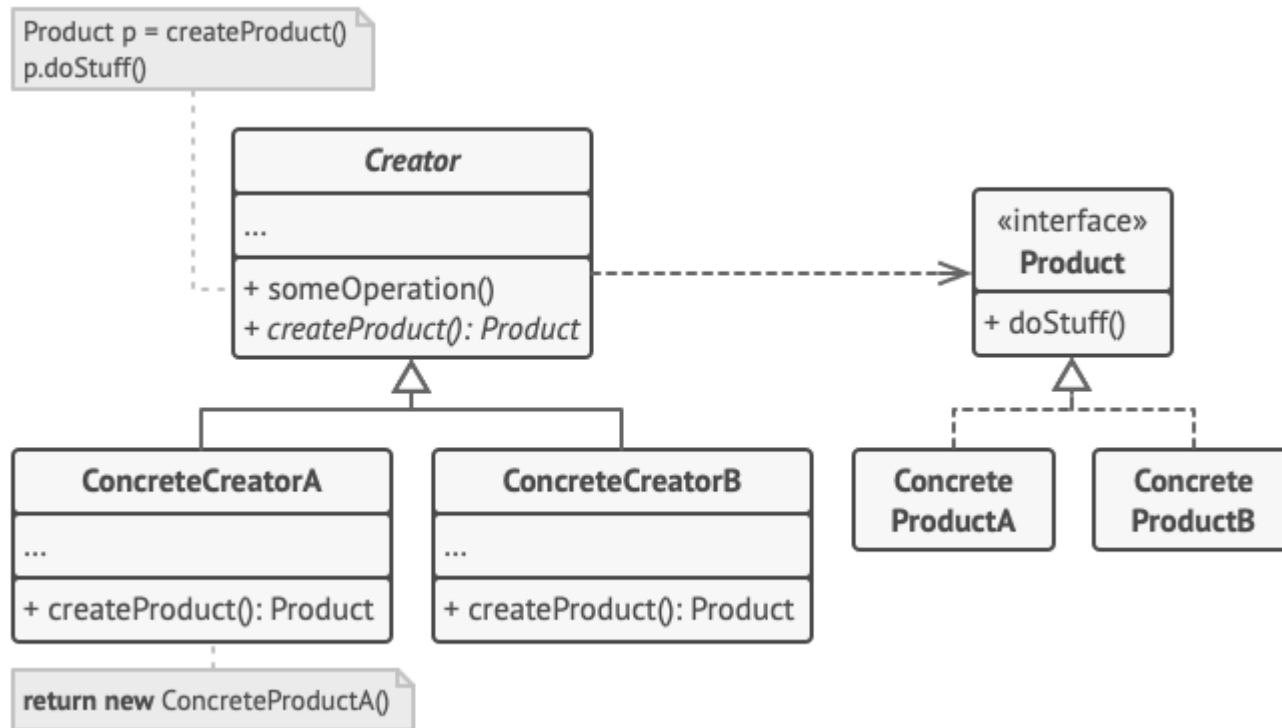 Product p = createProduct()
p.doStuff()
Creator
...
+ someOperation()
+ createProduct(): Product
«interface»
Product
+ doStuff()
ConcreteCreatorA
...
+ createProduct(): Product
ConcreteCreatorB
...
+ createProduct(): Product
Concrete
ProductA
Concrete
ProductB
return new ConcreteProductA()